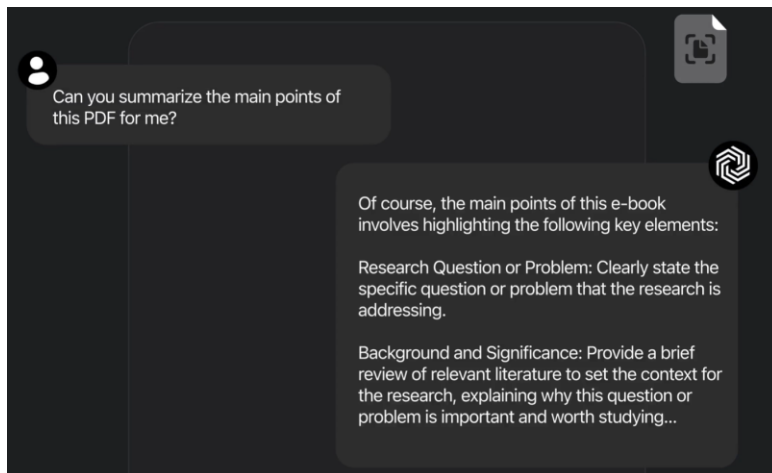 Can you summarize the main points of
this PDF for me?
Of course, the main points of this e-book
involves highlighting the following key elements:
Research Question or Problem: Clearly state the
specific question or problem that the research is
addressing.
Background and Significance: Provide a brief
review of relevant literature to set the context for
the research, explaining why this question or
problem is important and worth studying...